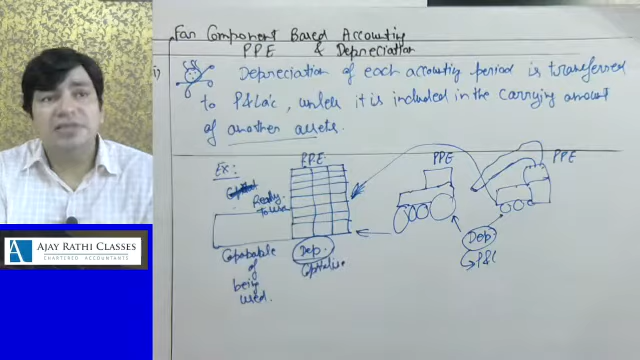 For Component Based Accounting
PPE & Depreciation
i)
Depreciation of each accounting period is transferred
to P&L a/c, unless it is included in the carrying amount
of another assets.
Ex:
PPE
PPE
PPE
Ready
to use
Dep.
Capitalise
of
being
used.
Dep
↳ P&L
A
AJAY RATHI CLASSES
CHARTERED ACCOUNTANTS